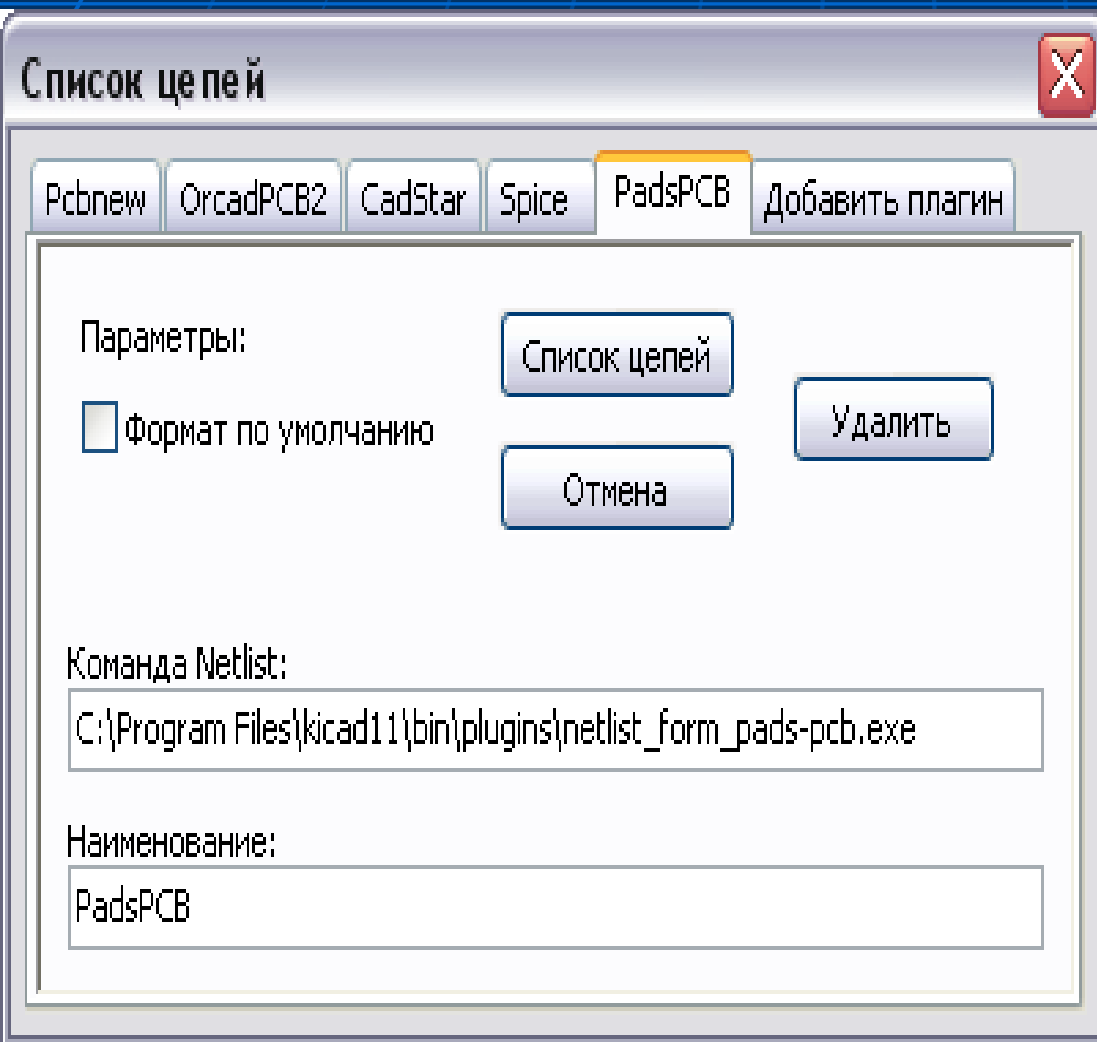 Список цепей
Pcbnew OrcadPCB2 CadStar Spice PadsPCB Добавить плагин
Параметры:
Список цепей
Формат по умолчанию
Удалить
Отмена
Команда Netlist:
C:\Program Files\kicad11\bin\plugins\netlist_form_pads-pcb.exe
Наименование:
PadsPCB